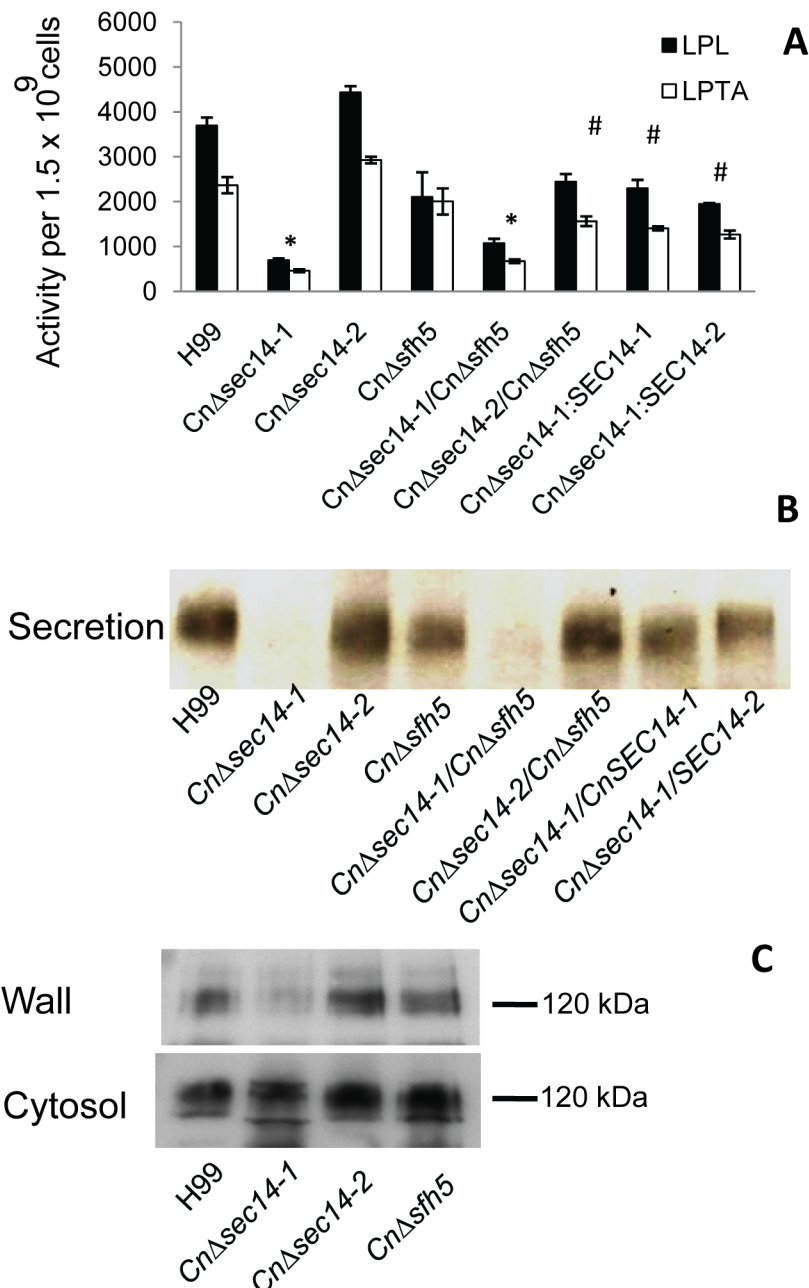 A
Activity per 1.5 x 10⁹ cells
6000
5000
4000
3000
2000
1000
0
LPL
LPTA
*
*
#
#
#
H99
CnΔsec14-1
CnΔsec14-2
CnΔsfh5
CnΔsec14-1/CnΔsfh5
CnΔsec14-2/CnΔsfh5
CnΔsec14-1:SEC14-1
CnΔsec14-1:SEC14-2
B
Secretion
H99
CnΔsec14-1
CnΔsec14-2
CnΔsfh5
CnΔsec14-1/CnΔsfh5
CnΔsec14-2/CnΔsfh5
CnΔsec14-1/CnSEC14-1
CnΔsec14-1/SEC14-2
C
Wall
120 kDa
Cytosol
120 kDa
H99
CnΔsec14-1
CnΔsec14-2
CnΔsfh5